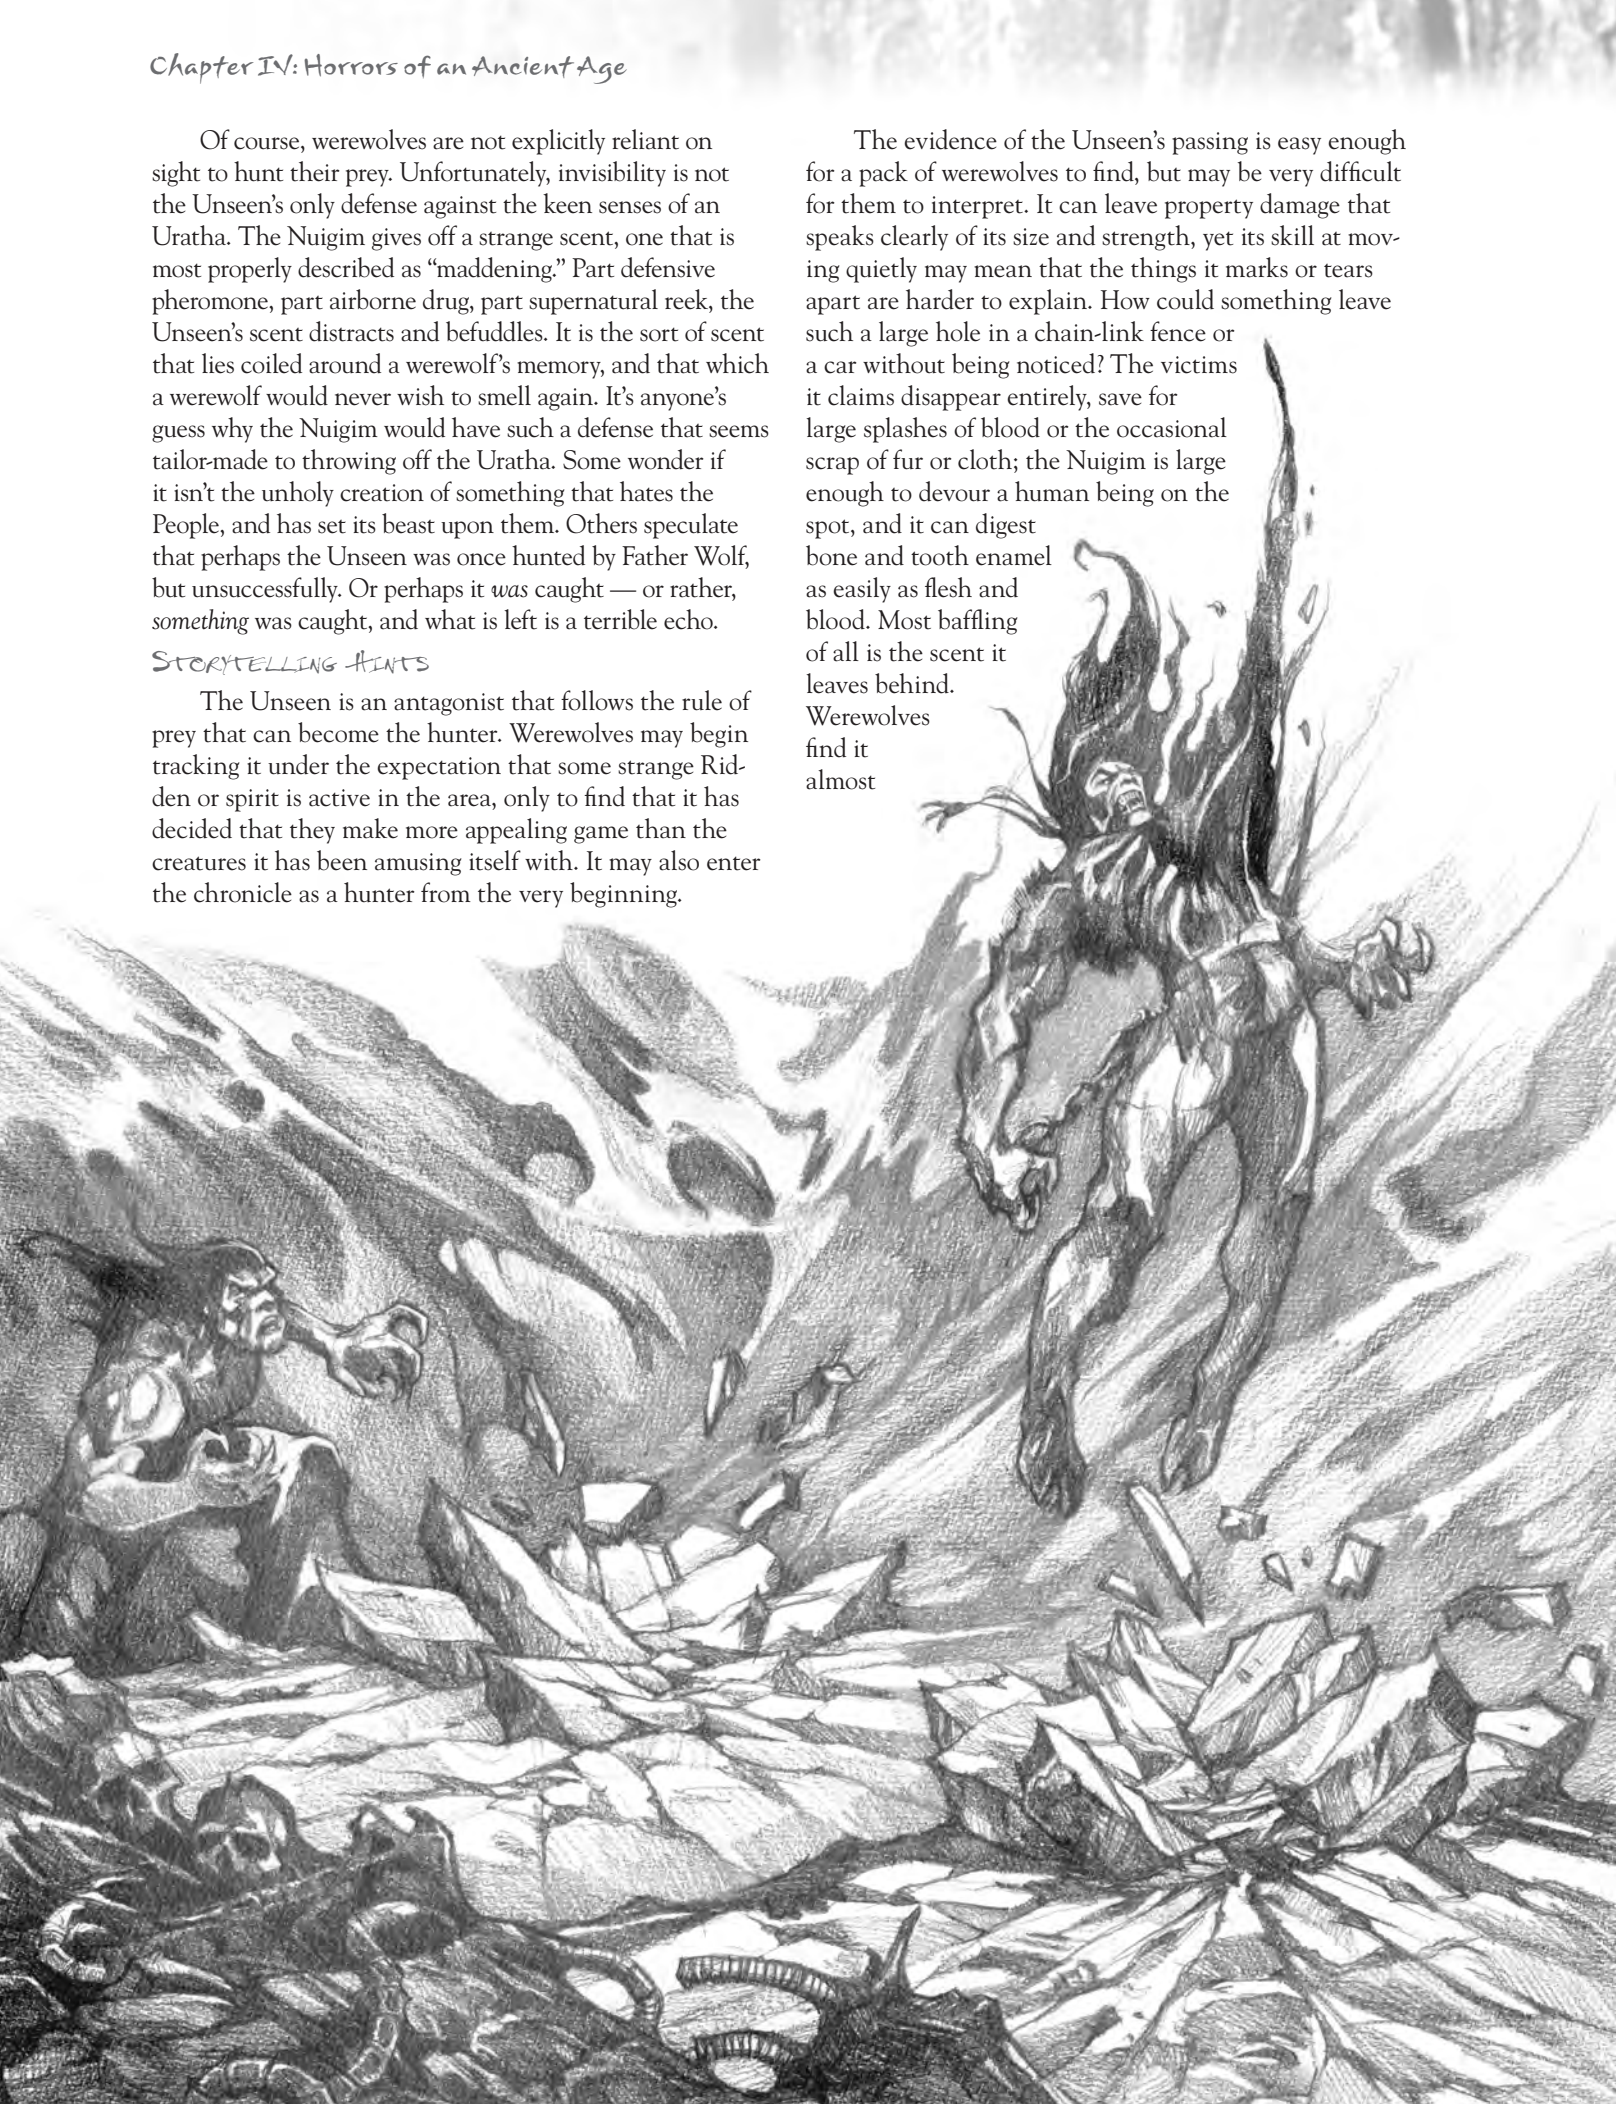 Chapter IV: Horrors of an Ancient Age
Of course, werewolves are not explicitly reliant on
sight to hunt their prey. Unfortunately, invisibility is not
the Unseen’s only defense against the keen senses of an
Uratha. The Nuigim gives off a strange scent, one that is
most properly described as “maddening.” Part defensive
pheromone, part airborne drug, part supernatural reek, the
Unseen’s scent distracts and befuddles. It is the sort of scent
that lies coiled around a werewolf’s memory, and that which
a werewolf would never wish to smell again. It’s anyone’s
guess why the Nuigim would have such a defense that seems
tailor-made to throwing off the Uratha. Some wonder if
it isn’t the unholy creation of something that hates the
People, and has set its beast upon them. Others speculate
that perhaps the Unseen was once hunted by Father Wolf,
but unsuccessfully. Or perhaps it was caught — or rather,
something was caught, and what is left is a terrible echo.
Storytelling Hints
The Unseen is an antagonist that follows the rule of
prey that can become the hunter. Werewolves may begin
tracking it under the expectation that some strange Rid-
den or spirit is active in the area, only to find that it has
decided that they make more appealing game than the
creatures it has been amusing itself with. It may also enter
the chronicle as a hunter from the very beginning.
The evidence of the Unseen’s passing is easy enough
for a pack of werewolves to find, but may be very difficult
for them to interpret. It can leave property damage that
speaks clearly of its size and strength, yet its skill at mov-
ing quietly may mean that the things it marks or tears
apart are harder to explain. How could something leave
such a large hole in a chain-link fence or
a car without being noticed? The victims
it claims disappear entirely, save for
large splashes of blood or the occasional
scrap of fur or cloth; the Nuigim is large
enough to devour a human being on the
spot, and it can digest
bone and tooth enamel
as easily as flesh and
blood. Most baffling
of all is the scent it
leaves behind.
Werewolves
find it
almost